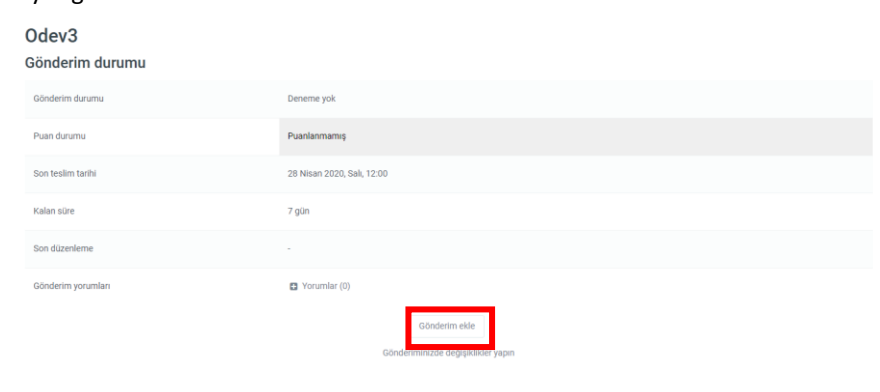 Odev3
Gönderim durumu
Gönderim durumu Deneme yok
Puan durumu Puanlanmamış
Son teslim tarihi 28 Nisan 2020, Salı, 12:00
Kalan süre 7 gün
Son düzenleme -
Gönderim yorumları Yorumlar (0)
Gönderim ekle
Gönderiminizde değişiklikler yapın